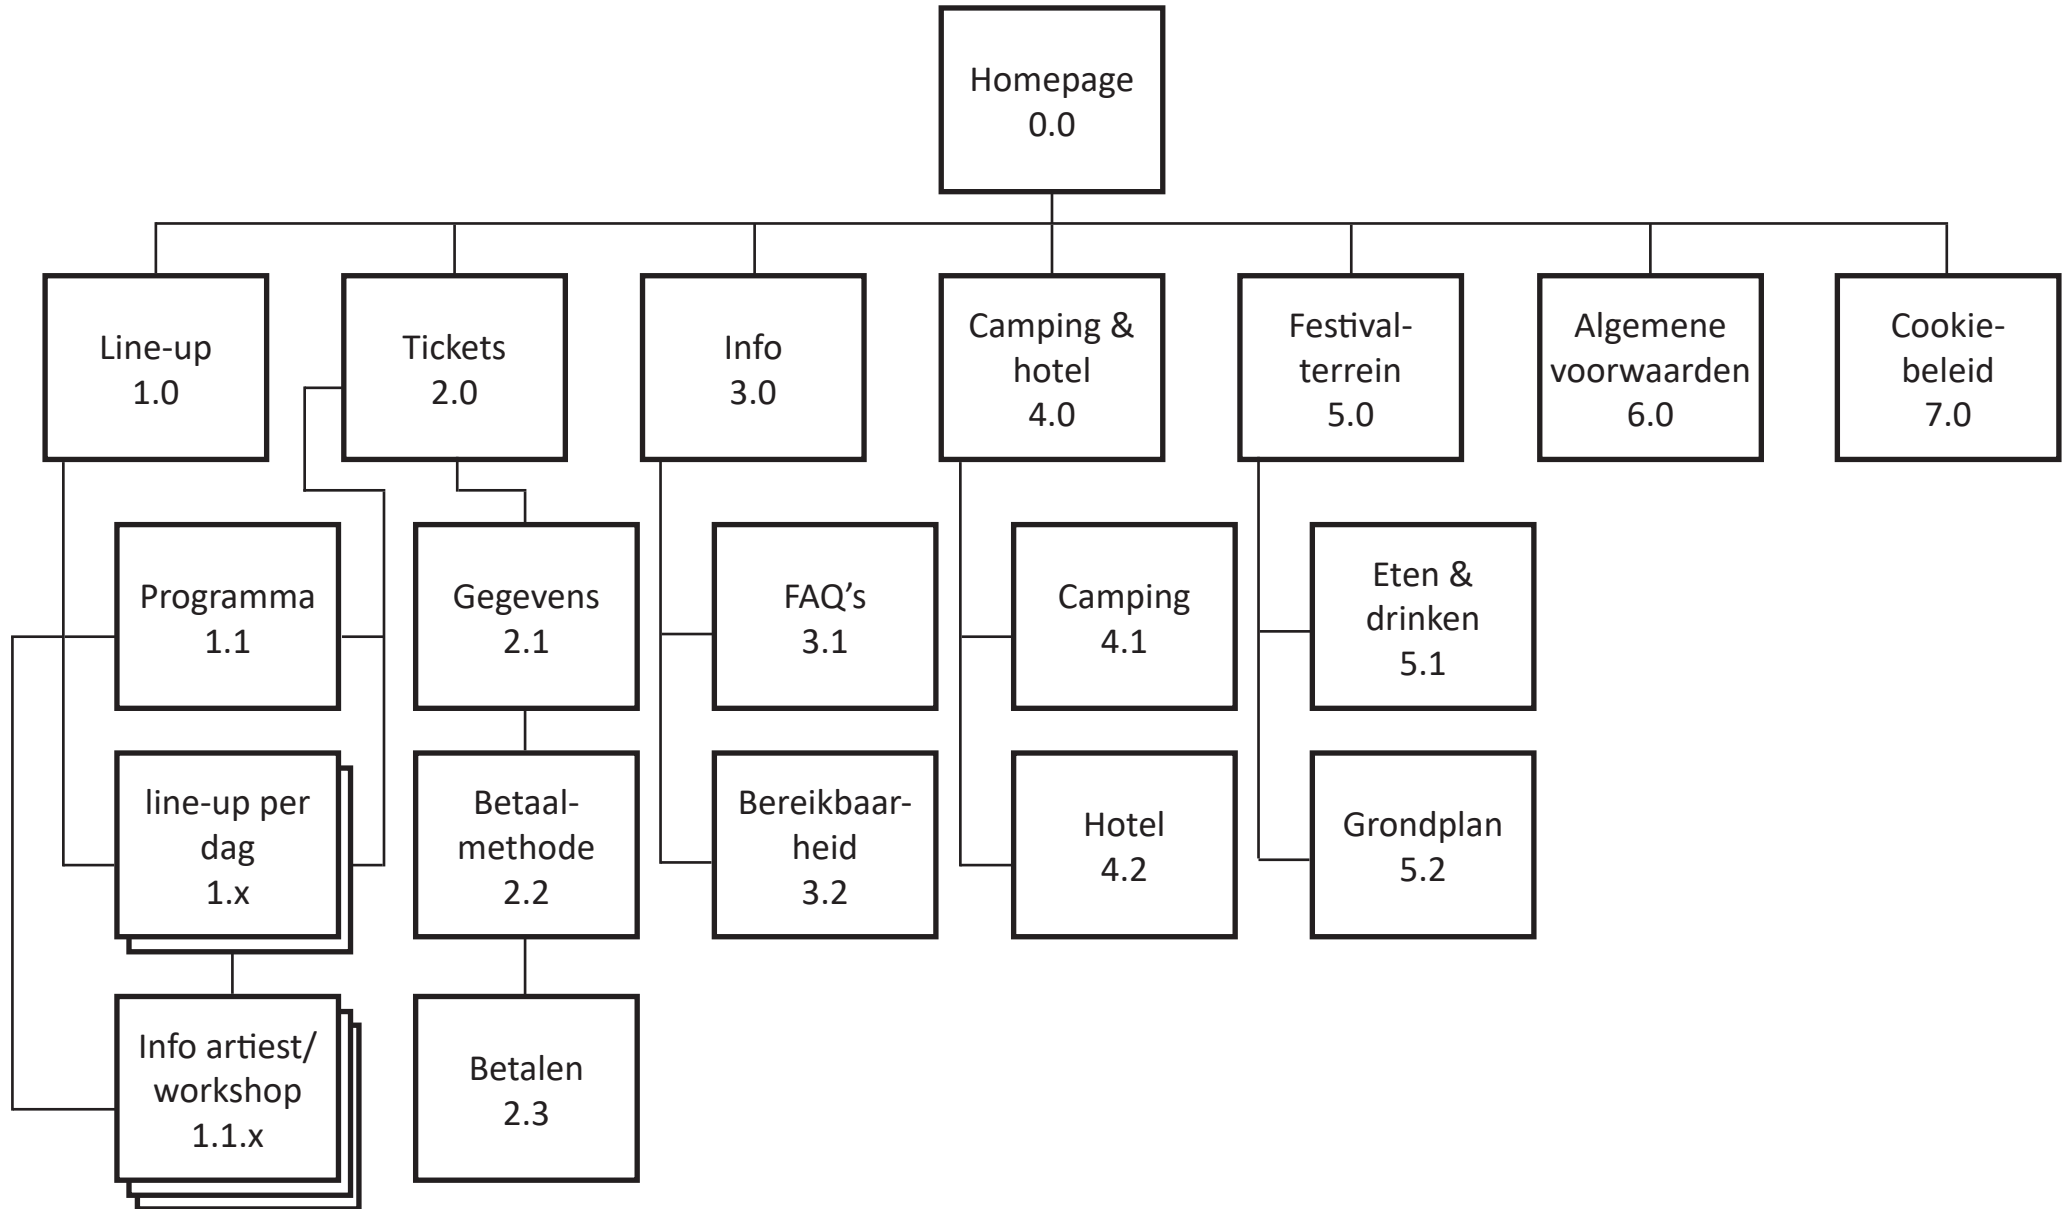 Homepage
0.0
Line-up
1.0
Tickets
2.0
Info
3.0
Camping &
hotel
4.0
Festival-
terrein
5.0
Algemene
voorwaarden
6.0
Cookie-
beleid
7.0
Programma
1.1
Gegevens
2.1
FAQ’s
3.1
Camping
4.1
Eten &
drinken
5.1
line-up per
dag
1.x
Betaal-
methode
2.2
Bereikbaar-
heid
3.2
Hotel
4.2
Grondplan
5.2
Info artiest/
workshop
1.1.x
Betalen
2.3